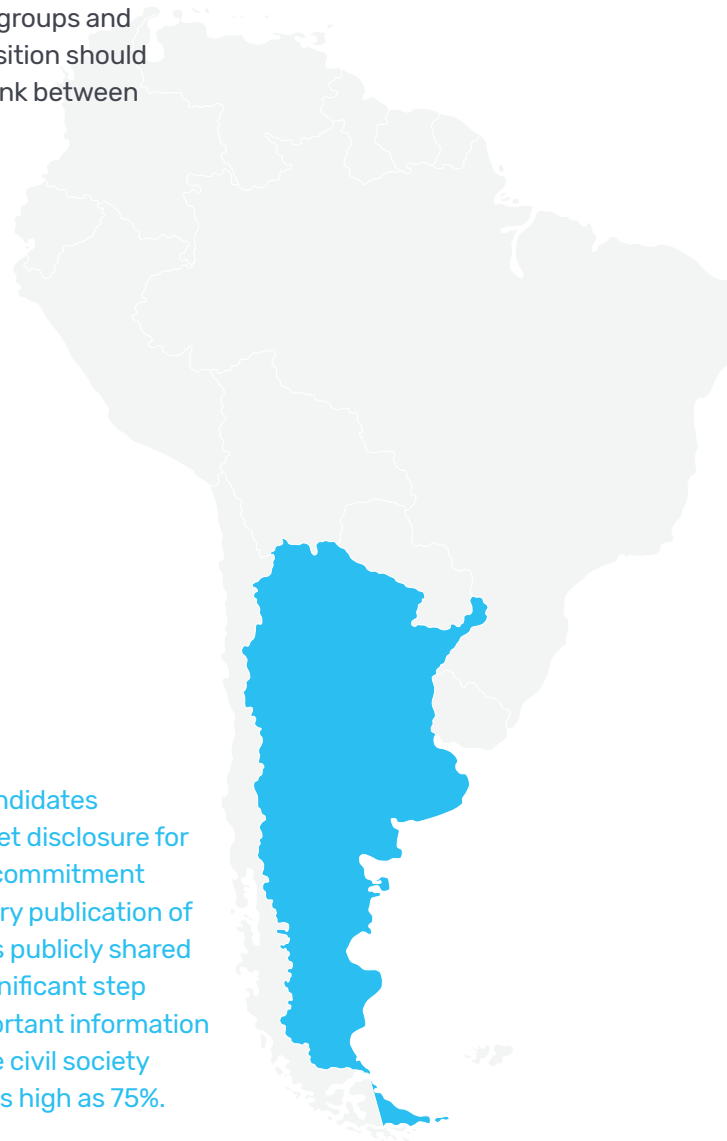 groups and
sition should
nk between
ndidates
et disclosure for
commitment
ry publication of
s publicly shared
nificant step
ortant information
e civil society
s high as 75%.